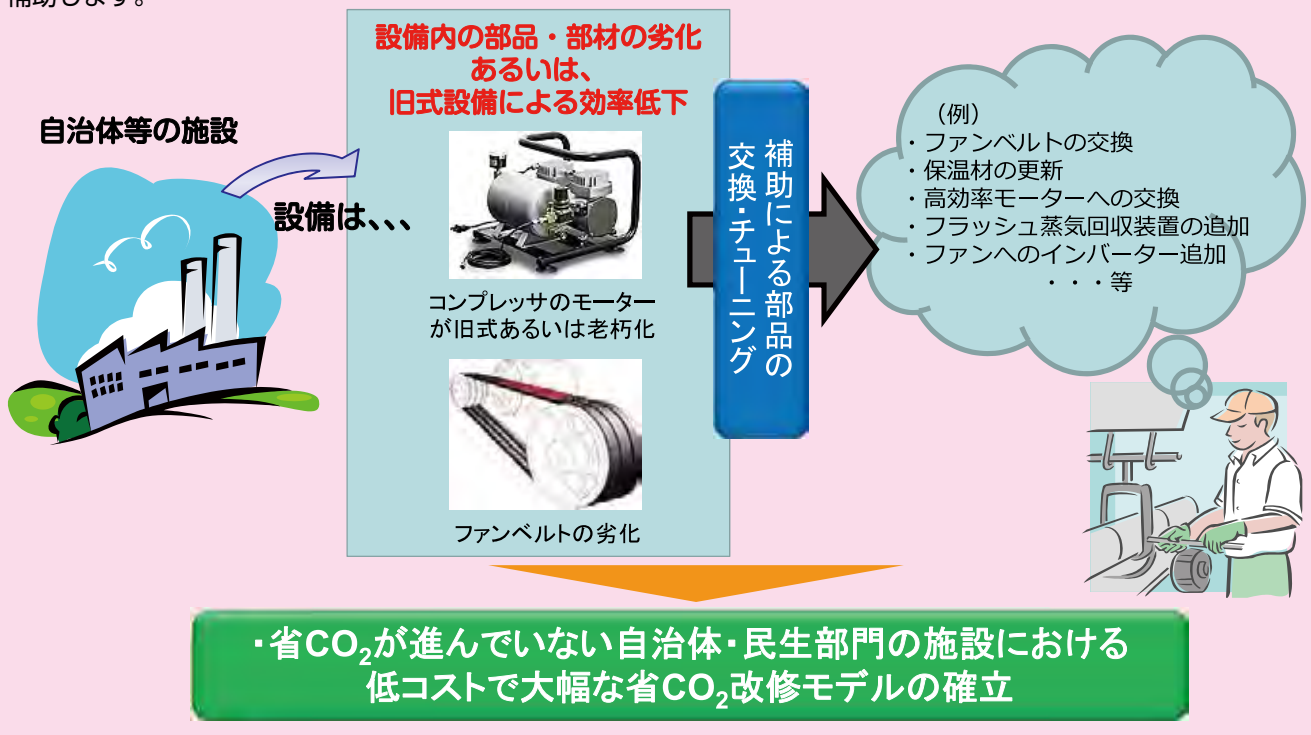 補助します。
設備内の部品・部材の劣化
あるいは、
旧式設備による効率低下
自治体等の施設
設備は、、、
コンプレッサのモーター
が旧式あるいは老朽化
ファンベルトの劣化
補助による部品の
交換・チューニング
（例）
・ファンベルトの交換
・保温材の更新
・高効率モーターへの交換
・フラッシュ蒸気回収装置の追加
・ファンへのインバーター追加
・・・等
・省CO₂が進んでいない自治体・民生部門の施設における
低コストで大幅な省CO₂改修モデルの確立